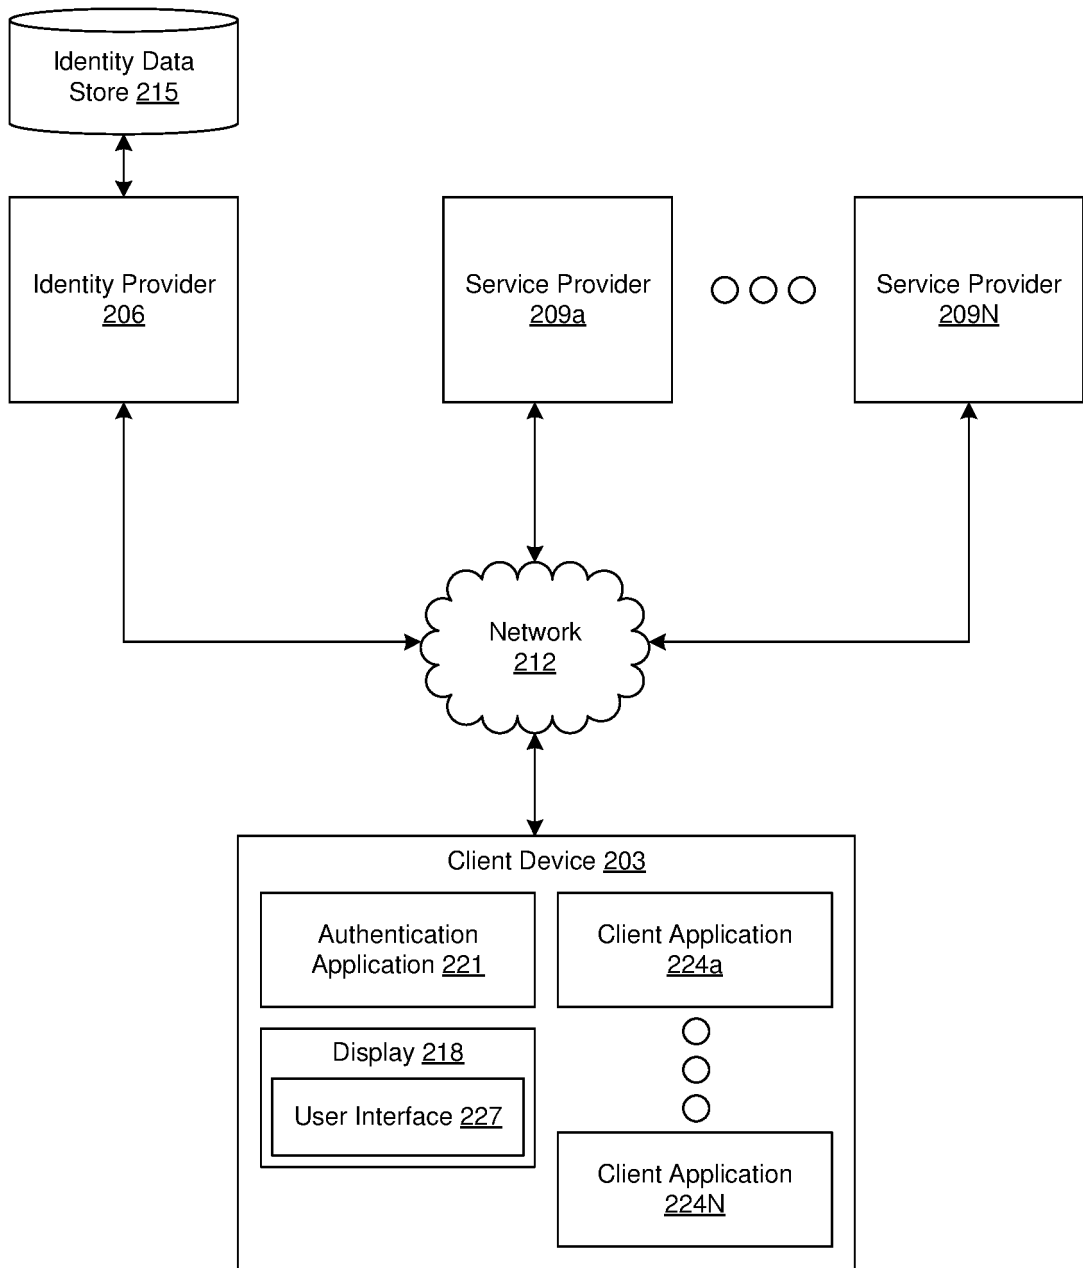 Identity Data
Store 215
Identity Provider
206
Service Provider
209a
Service Provider
209N
Network
212
Client Device 203
Authentication
Application 221
Client Application
224a
Display 218
User Interface 227
Client Application
224N